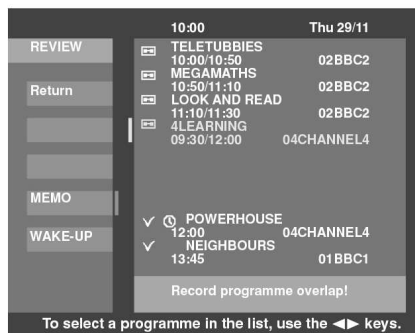 10:00 Thu 29/11
REVIEW
Return
MEMO
WAKE-UP
TELETUBBIES
10:00/10:50 02BBC2
MEGAMATHS
10:50/11:10 02BBC2
LOOK AND READ
11:10/11:30 02BBC2
4LEARNING
09:30/12:00 04CHANNEL4
POWERHOUSE
12:00 04CHANNEL4
NEIGHBOURS
13:45 01BBC1
Record programme overlap!
To select a programme in the list, use the ◀▶ keys.